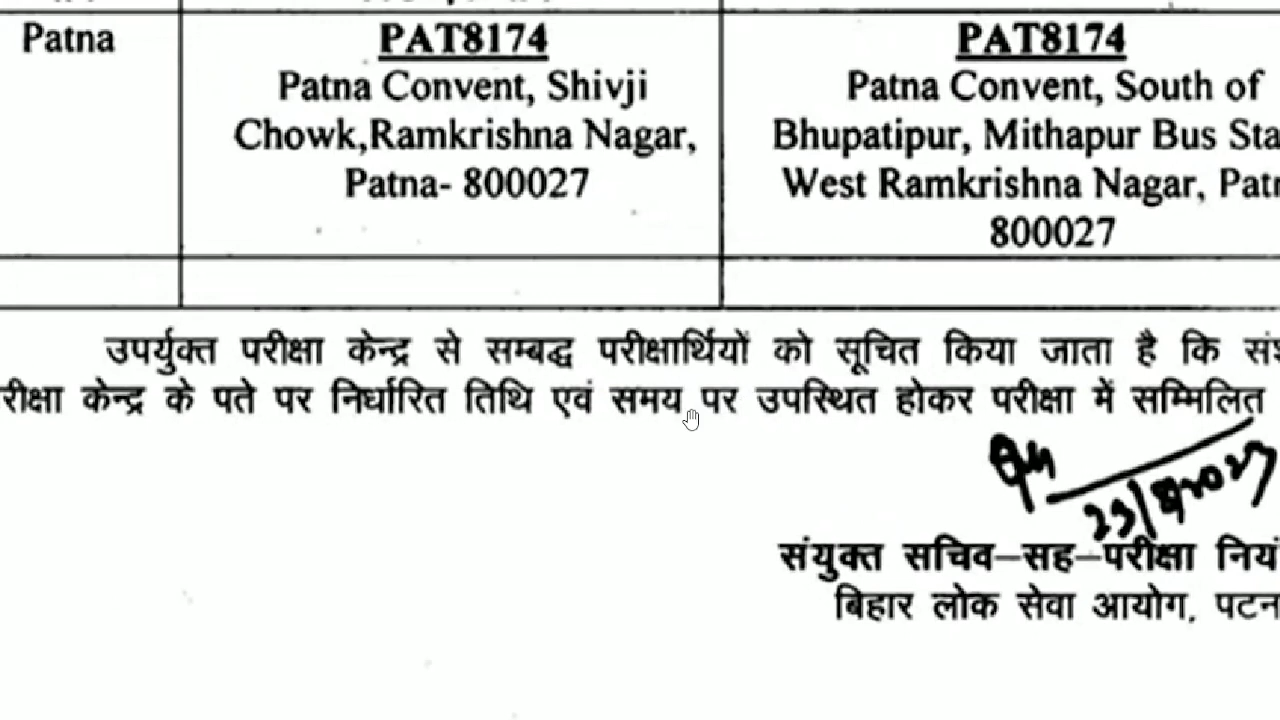 Patna
PAT8174
Patna Convent, Shivji
Chowk,Ramkrishna Nagar,
Patna- 800027
PAT8174
Patna Convent, South of
Bhupatipur, Mithapur Bus Sta
West Ramkrishna Nagar, Patn
800027
उपर्युक्त परीक्षा केन्द्र से सम्बद्ध परीक्षार्थियों को सूचित किया जाता है कि
रीक्षा केन्द्र के पते पर निर्धारित तिथि एवं समय पर उपस्थित होकर परीक्षा में सम्मिलित
संयुक्त सचिव–सह–परीक्षा नियं
बिहार लोक सेवा आयोग, पटन